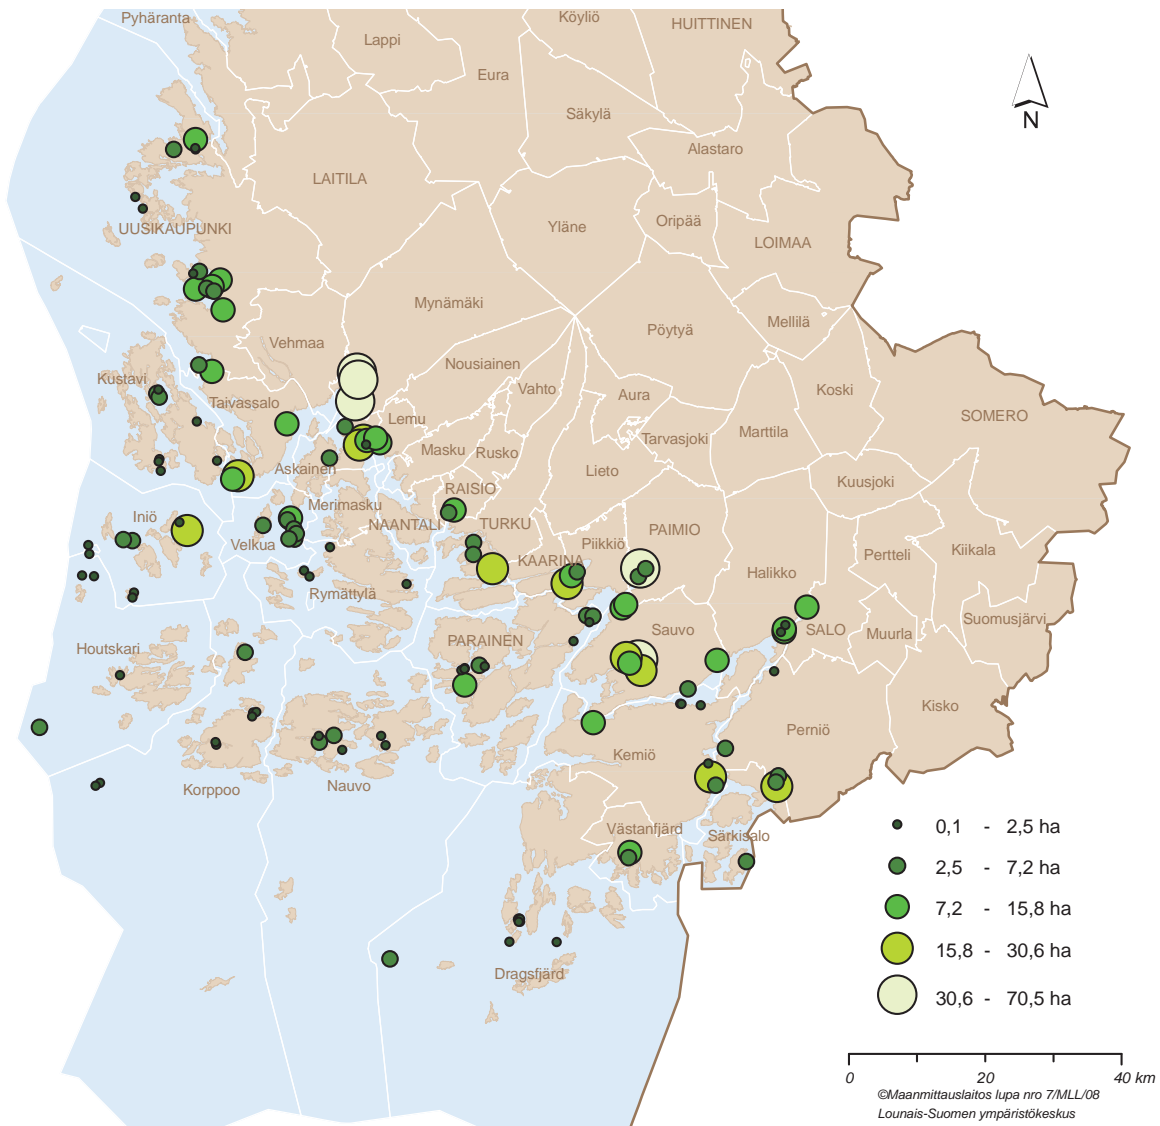 Pyhäranta
Köyliö
HUITTINEN
Lappi
Eura
Säkylä
N
Alastaro
LAITILA
Oripää
Yläne
UUSIKAUPUNKI
LOIMAA
Mynämäki
Mellilä
Pöytyä
Vehmaa
Nousiainen
Kustavi
Vahto
Aura
Koski
Taivassalo
SOMERO
Lemu
Tarvasjoki
Marttila
Masku
Rusko
Askainen
Lieto
Kuusjoki
RAISIO
Merimasku
Iniö
NAANTALI
TURKU
PAIMIO
Velkua
Piikkiö
Pertteli
Kiikala
KAARINA
Halikko
Rymättylä
Suomusjärvi
Sauvo
SALO
Muurla
PARAINEN
Houtskari
Kisko
Perniö
Kemiö
Nauvo
Korppoo
Västanfjärd
Särkisalo
Dragsfjärd
0,1 - 2,5 ha
2,5 - 7,2 ha
7,2 - 15,8 ha
15,8 - 30,6 ha
30,6 - 70,5 ha
0 20 40 km
©Maanmittauslaitos lupa nro 7/MLL/08
Lounais-Suomen ympäristökeskus